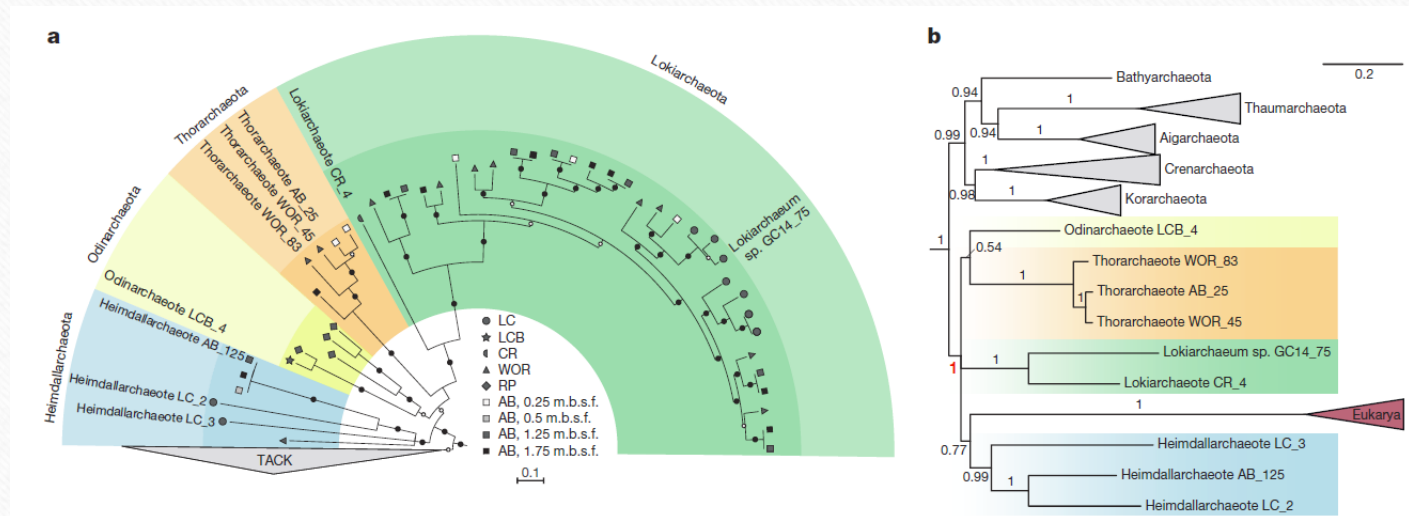 a
Lokiarchaeota
Thorarchaeota
Odinarchaeota
Heimdallarchaeota
Lokiarchaeote CR_4
Thorarchaeote AB_25
Thorarchaeote WOR_45
Thorarchaeote WOR_83
Odinarchaeote LCB_4
Heimdallarchaeote AB_125
Heimdallarchaeote LC_2
Heimdallarchaeote LC_3
TACK
Lokiarchaeum
sp. GC14_75
LC
LCB
CR
WOR
RP
AB, 0.25 m.b.s.f.
AB, 0.5 m.b.s.f.
AB, 1.25 m.b.s.f.
AB, 1.75 m.b.s.f.
0.1
b
0.2
Bathyarchaeota
0.94
1
Thaumarchaeota
0.99
0.94
1
Aigarchaeota
1
Crenarchaeota
0.98
1
Korarchaeota
1
Odinarchaeote LCB_4
0.54
Thorarchaeote WOR_83
1
1
Thorarchaeote AB_25
Thorarchaeote WOR_45
1
Lokiarchaeum sp. GC14_75
1
Lokiarchaeote CR_4
1
Eukarya
0.77
Heimdallarchaeote LC_3
0.99
1
Heimdallarchaeote AB_125
Heimdallarchaeote LC_2